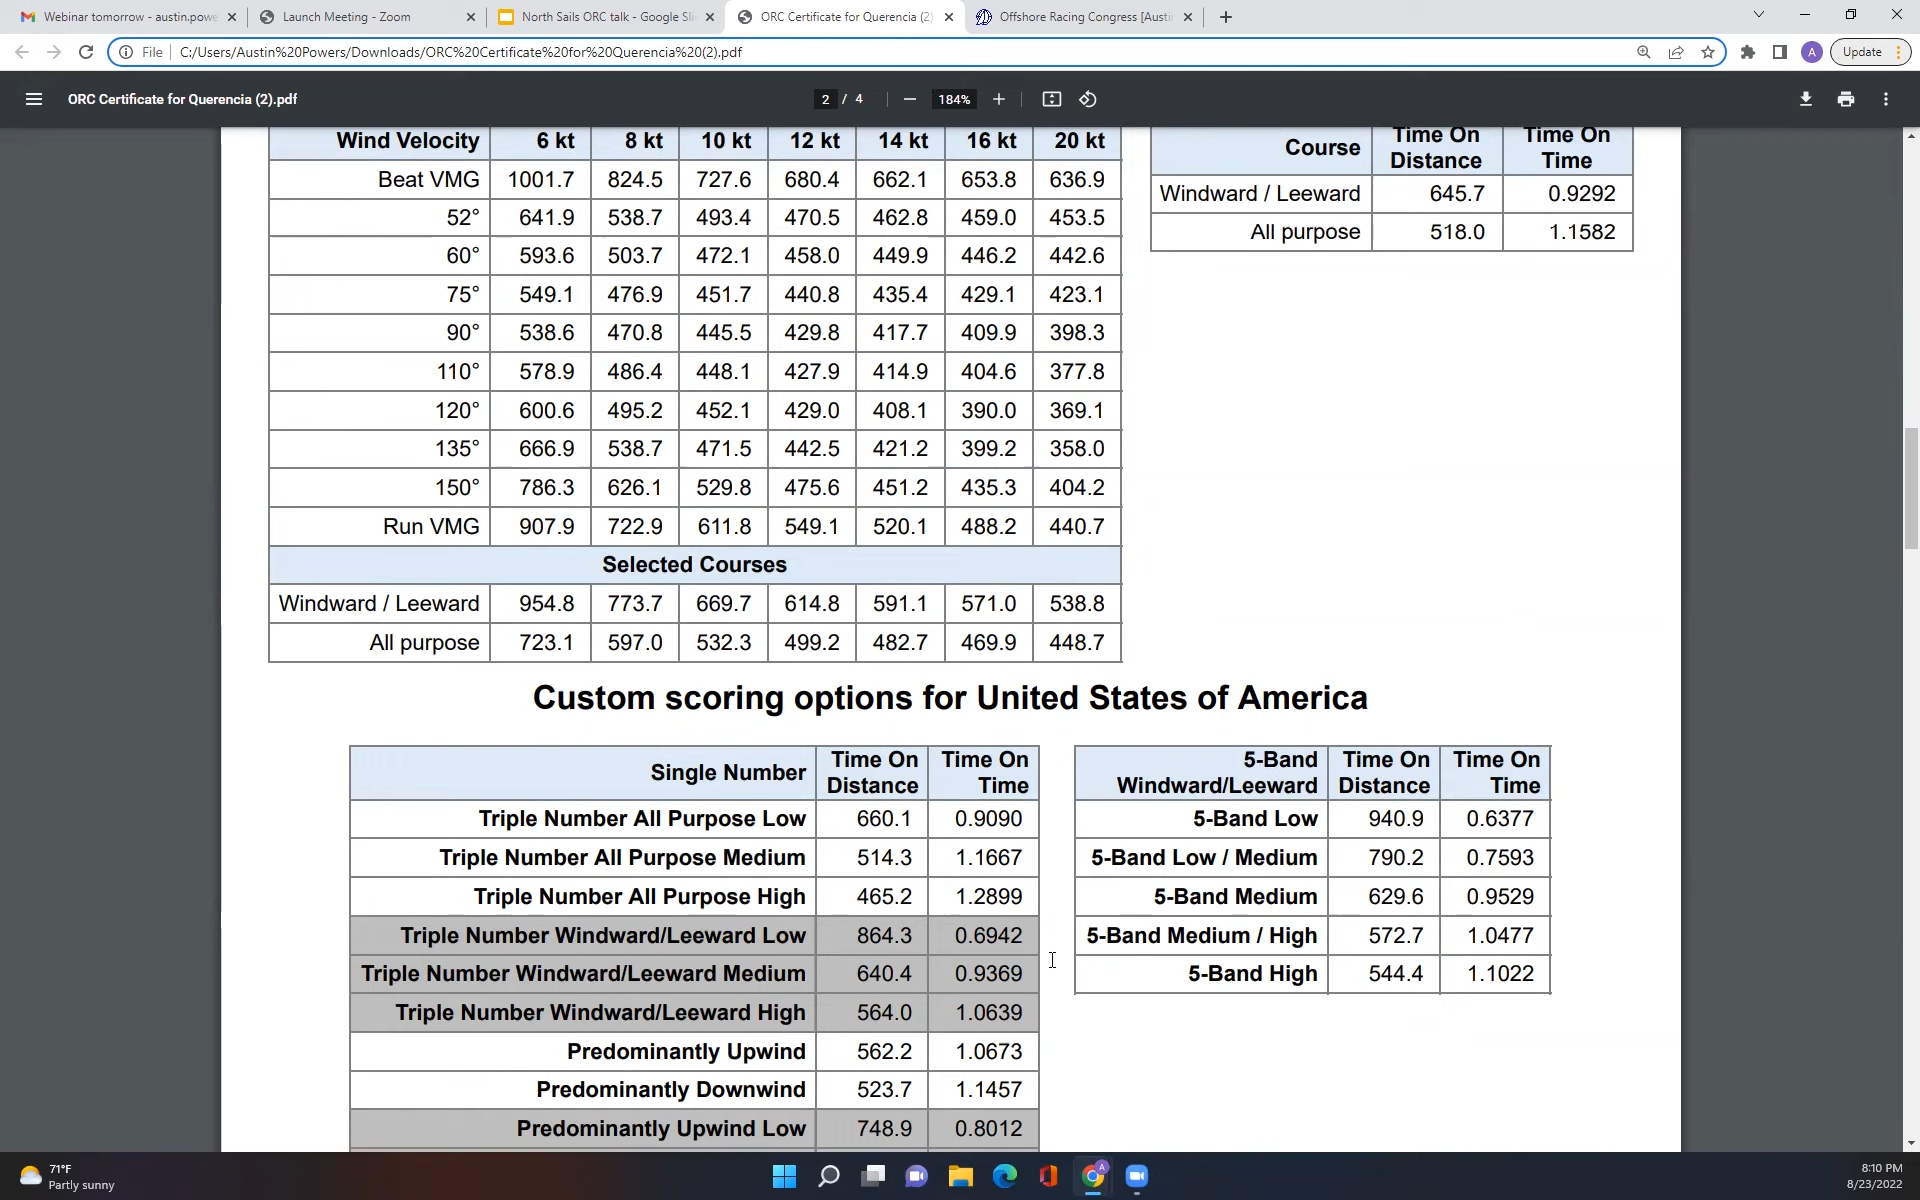 Webinar tomorrow - austin.powe
Launch Meeting - Zoom
North Sails ORC talk - Google Sli
ORC Certificate for Querencia (2)
Offshore Racing Congress [Austi
File
C:/Users/Austin%20Powers/Downloads/ORC%20Certificate%20for%20Querencia%20(2).pdf
A
Update
ORC Certificate for Querencia (2).pdf
2 / 4
184%
Wind Velocity 6 kt 8 kt 10 kt 12 kt 14 kt 16 kt 20 kt
Beat VMG 1001.7 824.5 727.6 680.4 662.1 653.8 636.9
52° 641.9 538.7 493.4 470.5 462.8 459.0 453.5
60° 593.6 503.7 472.1 458.0 449.9 446.2 442.6
75° 549.1 476.9 451.7 440.8 435.4 429.1 423.1
90° 538.6 470.8 445.5 429.8 417.7 409.9 398.3
110° 578.9 486.4 448.1 427.9 414.9 404.6 377.8
120° 600.6 495.2 452.1 429.0 408.1 390.0 369.1
135° 666.9 538.7 471.5 442.5 421.2 399.2 358.0
150° 786.3 626.1 529.8 475.6 451.2 435.3 404.2
Run VMG 907.9 722.9 611.8 549.1 520.1 488.2 440.7
Selected Courses
Windward / Leeward 954.8 773.7 669.7 614.8 591.1 571.0 538.8
All purpose 723.1 597.0 532.3 499.2 482.7 469.9 448.7
Course Time On Distance Time On Time
Windward / Leeward 645.7 0.9292
All purpose 518.0 1.1582
Custom scoring options for United States of America
Single Number Time On Distance Time On Time
Triple Number All Purpose Low 660.1 0.9090
Triple Number All Purpose Medium 514.3 1.1667
Triple Number All Purpose High 465.2 1.2899
Triple Number Windward/Leeward Low 864.3 0.6942
Triple Number Windward/Leeward Medium 640.4 0.9369
Triple Number Windward/Leeward High 564.0 1.0639
Predominantly Upwind 562.2 1.0673
Predominantly Downwind 523.7 1.1457
Predominantly Upwind Low 748.9 0.8012
5-Band Windward/Leeward Time On Distance Time On Time
5-Band Low 940.9 0.6377
5-Band Low / Medium 790.2 0.7593
5-Band Medium 629.6 0.9529
5-Band Medium / High 572.7 1.0477
5-Band High 544.4 1.1022
71°F
Partly sunny
8:10 PM
8/23/2022